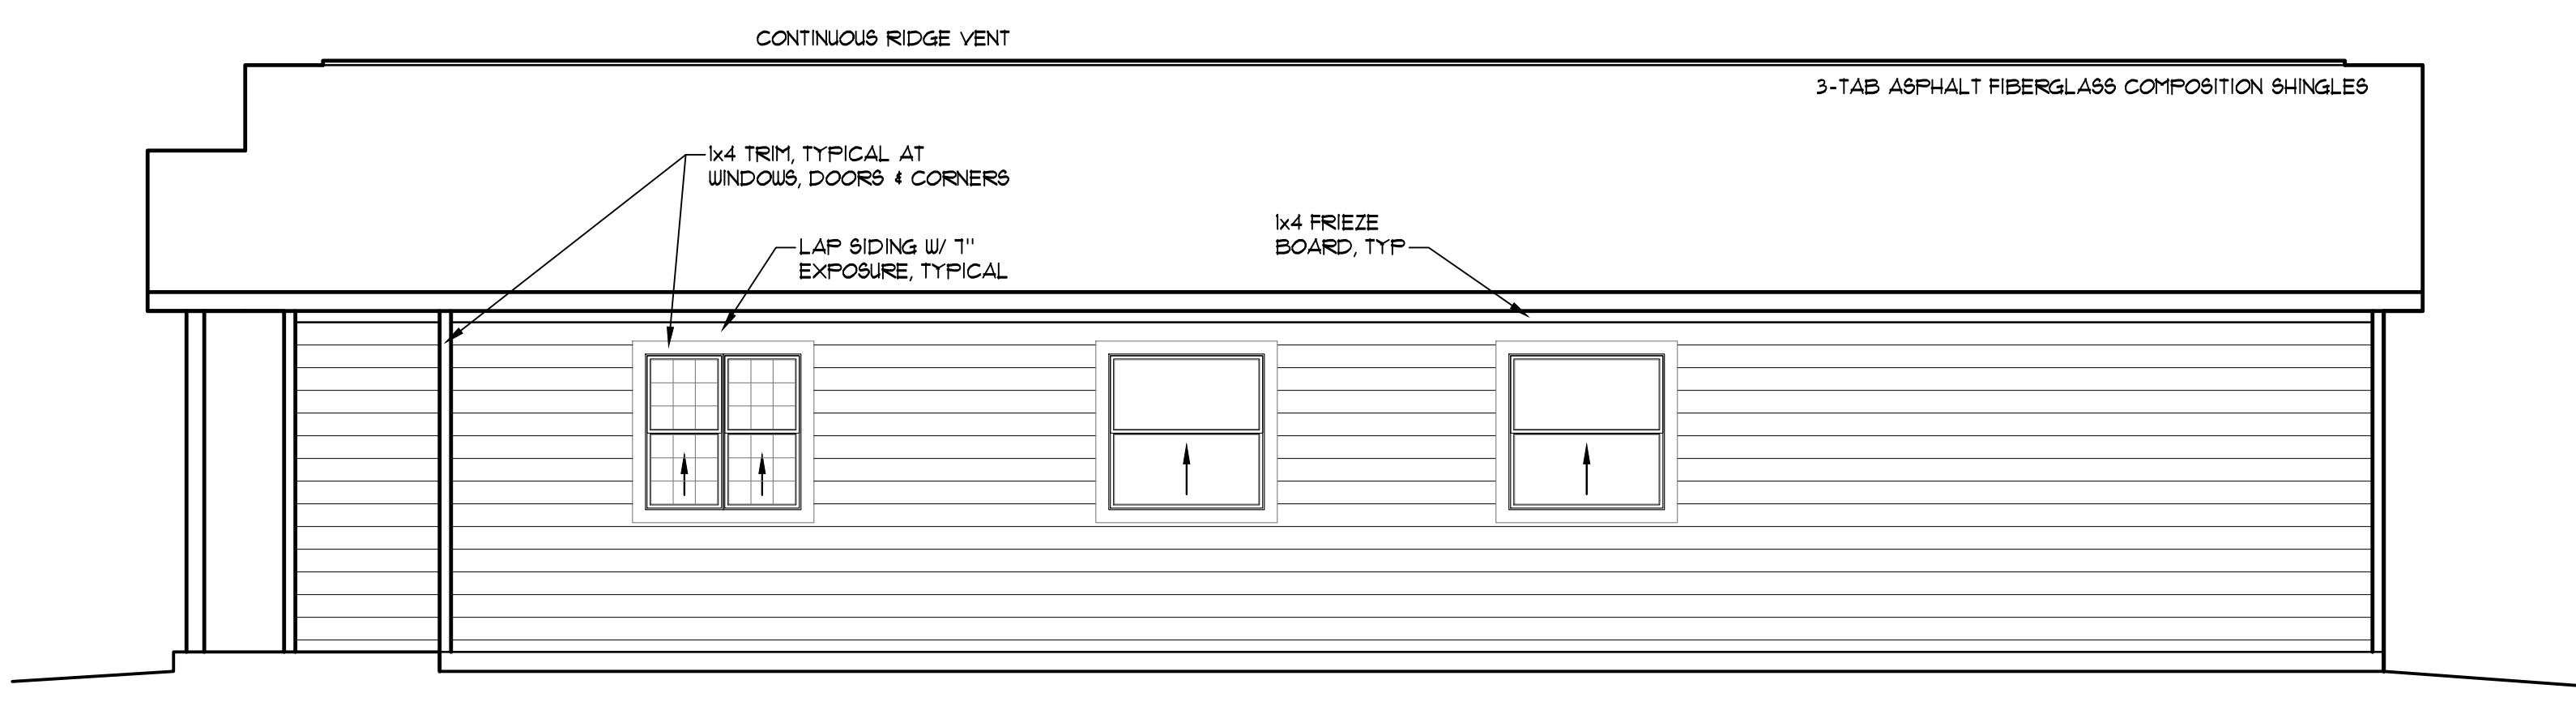 CONTINUOUS RIDGE VENT
3-TAB ASPHALT FIBERGLASS COMPOSITION SHINGLES
1x4 TRIM, TYPICAL AT
WINDOWS, DOORS & CORNERS
1x4 FRIEZE
BOARD, TYP
LAP SIDING W/ 7"
EXPOSURE, TYPICAL